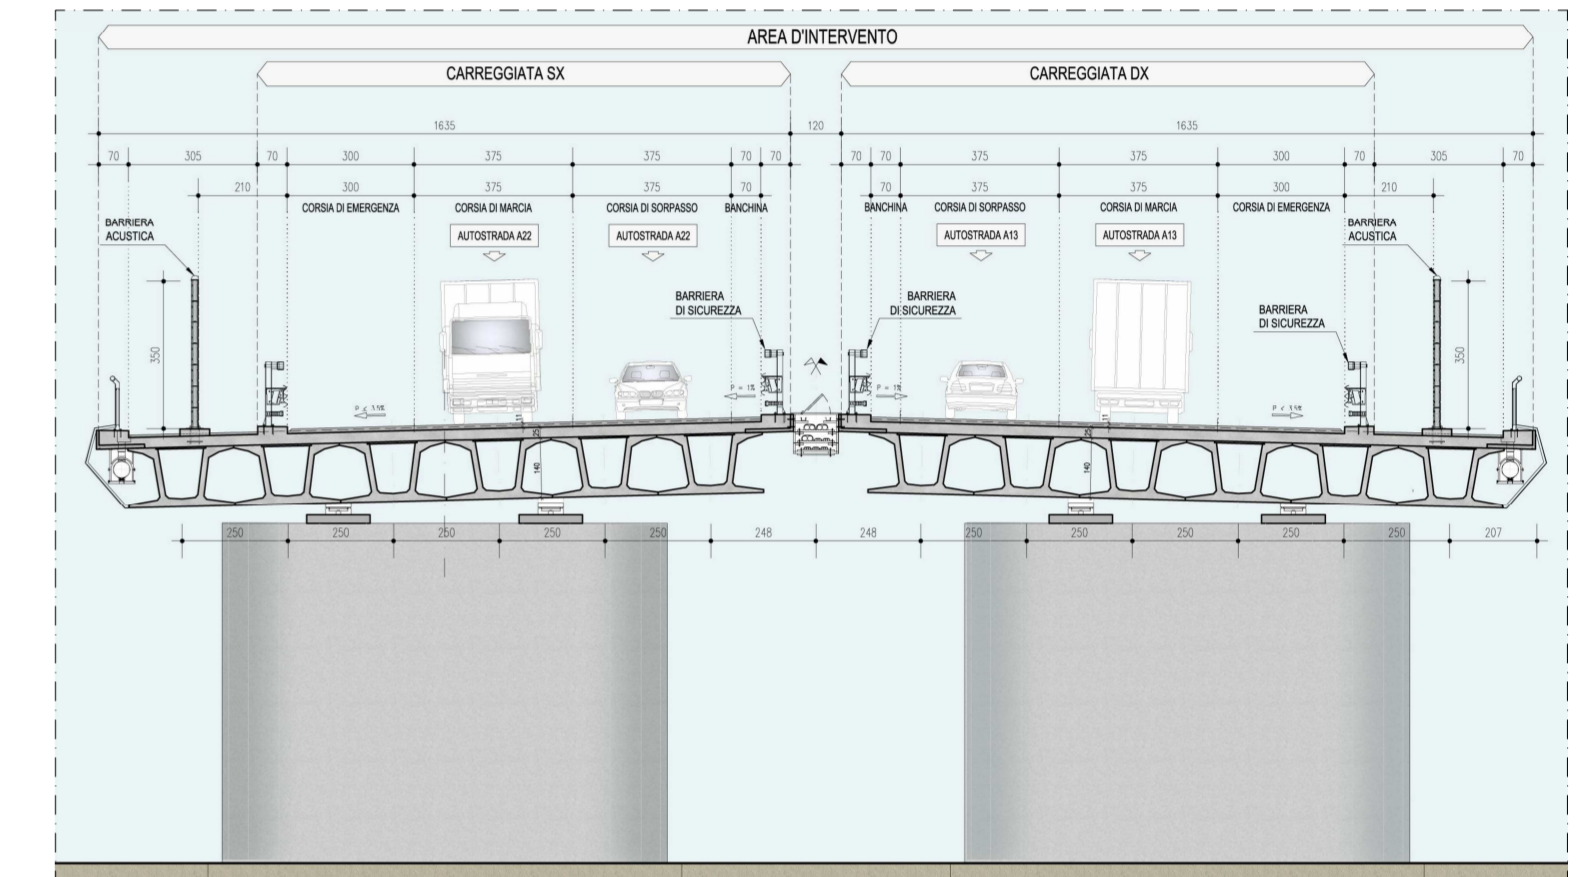 AREA D'INTERVENTO
CARREGGIATA SX
CARREGGIATA DX
1635 120 1635
70 305 70 300 375 375 70 70 70 70 375 375 300 70 305 70
210 300 375 375 70 70 375 375 300 210
CORSIA DI EMERGENZA CORSIA DI MARCIA CORSIA DI SORPASSO BANCHINA BANCHINA CORSIA DI SORPASSO CORSIA DI MARCIA CORSIA DI EMERGENZA
BARRIERA
ACUSTICA
AUTOSTRADA A22
AUTOSTRADA A22
AUTOSTRADA A13
AUTOSTRADA A13
BARRIERA
ACUSTICA
BARRIERA
DI SICUREZZA
BARRIERA
DI SICUREZZA
BARRIERA
DI SICUREZZA
350
350
P = 1%
P = 1%
25
140
25
140
250 250 250 250 250 248 248 250 250 250 250 250 207